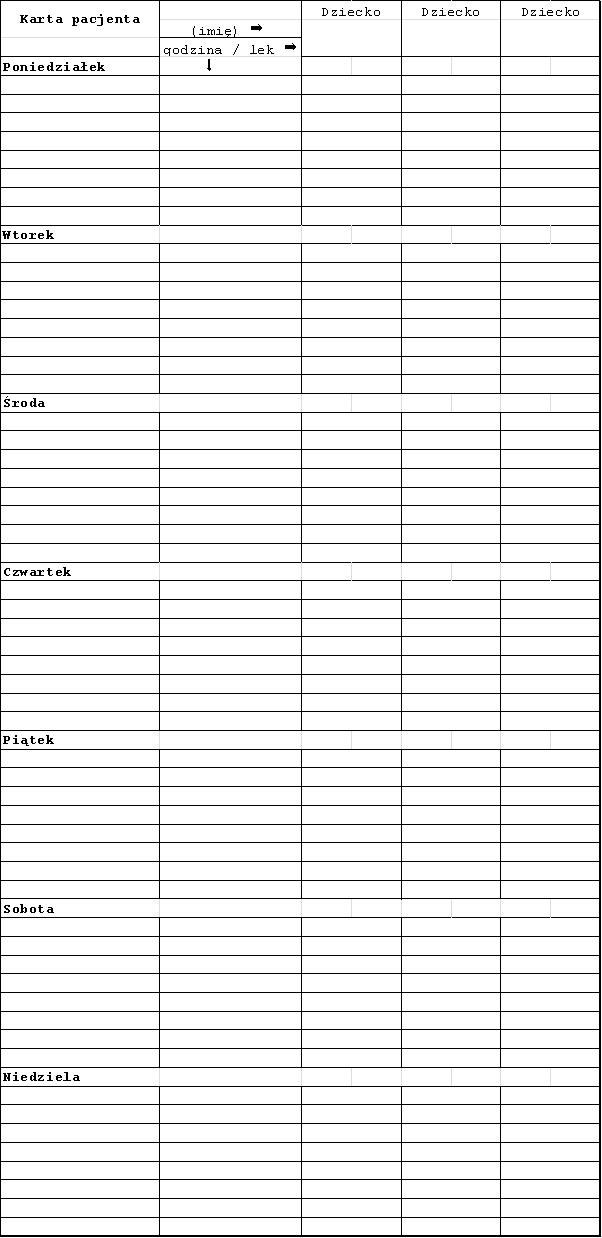 Karta pacjenta
(imię) ➡
godzina / lek ➡
Dziecko
Dziecko
Dziecko
Poniedziałek
Wtorek
Środa
Czwartek
Piątek
Sobota
Niedziela